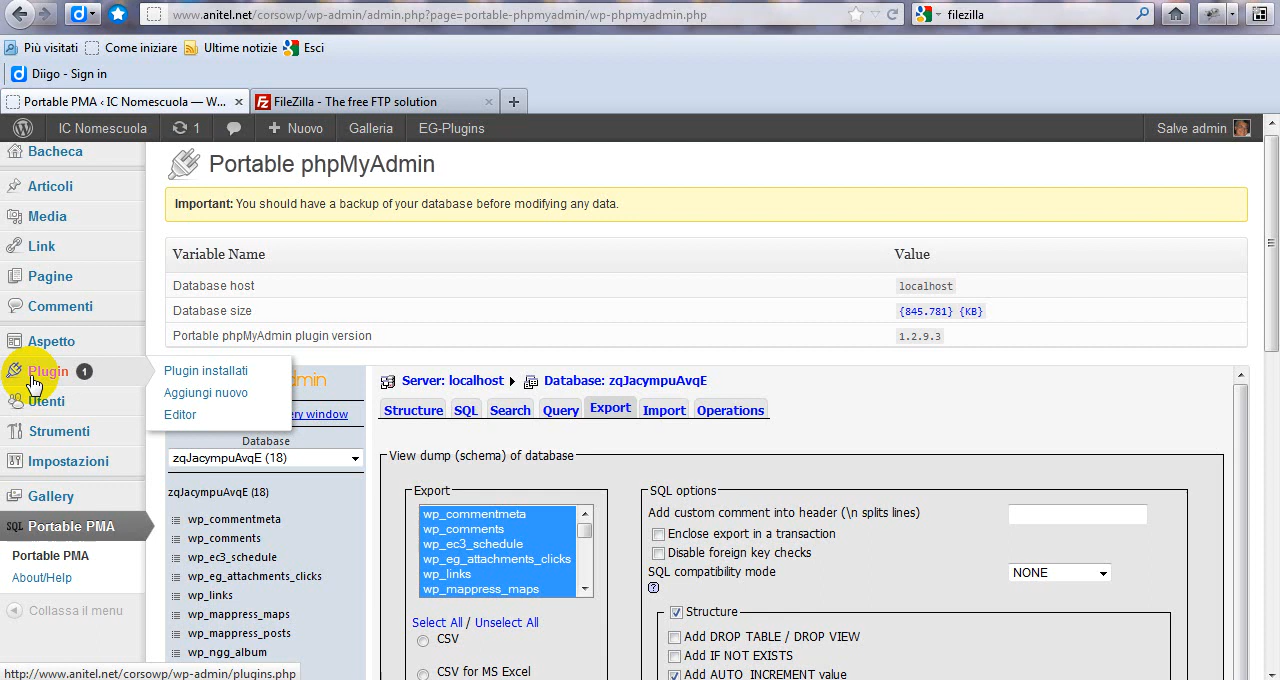 www.anitel.net/corsowp/wp-admin/admin.php?page=portable-phpmyadmin/wp-phpmyadmin.php
filezilla
Più visitati Come iniziare Ultime notizie Esci
Diigo - Sign in
Portable PMA ‹ IC Nomescuola — W... FileZilla - The free FTP solution
IC Nomescuola 1 Nuovo Galleria EG-Plugins Salve admin
Bacheca
Articoli
Media
Link
Pagine
Commenti
Aspetto
Plugin 1
Utenti
Strumenti
Impostazioni
Gallery
SQL Portable PMA
Portable PMA
About/Help
Collassa il menu
Plugin installati
Aggiungi nuovo
Editor
Portable phpMyAdmin
Important: You should have a backup of your database before modifying any data.
Variable Name Value
Database host localhost
Database size {845.781} {KB}
Portable phpMyAdmin plugin version 1.2.9.3
window
Database
zqJacympuAvqE (18)
zqJacympuAvqE (18)
wp_commentmeta
wp_comments
wp_ec3_schedule
wp_eg_attachments_clicks
wp_links
wp_mappress_maps
wp_mappress_posts
wp_ngg_album
Server: localhost Database: zqJacympuAvqE
Structure SQL Search Query Export Import Operations
View dump (schema) of database
Export
wp_commentmeta
wp_comments
wp_ec3_schedule
wp_eg_attachments_clicks
wp_links
wp_mappress_maps
Select All / Unselect All
CSV
CSV for MS Excel
SQL options
Add custom comment into header (\n splits lines)
Enclose export in a transaction
Disable foreign key checks
SQL compatibility mode NONE
Structure
Add DROP TABLE / DROP VIEW
Add IF NOT EXISTS
Add AUTO_INCREMENT value
http://www.anitel.net/corsowp/wp-admin/plugins.php